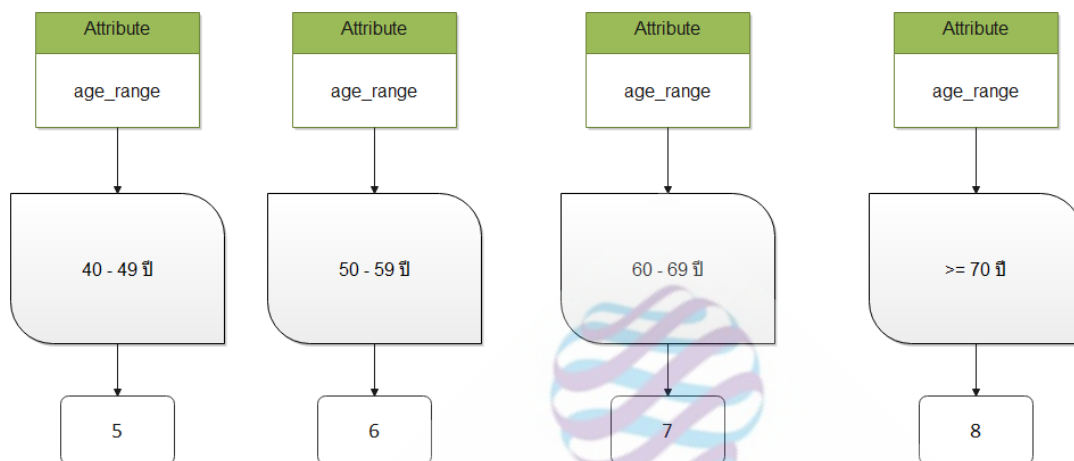 Attribute
age_range
40 - 49 ปี
5
Attribute
age_range
50 - 59 ปี
6
Attribute
age_range
60 - 69 ปี
7
Attribute
age_range
>= 70 ปี
8